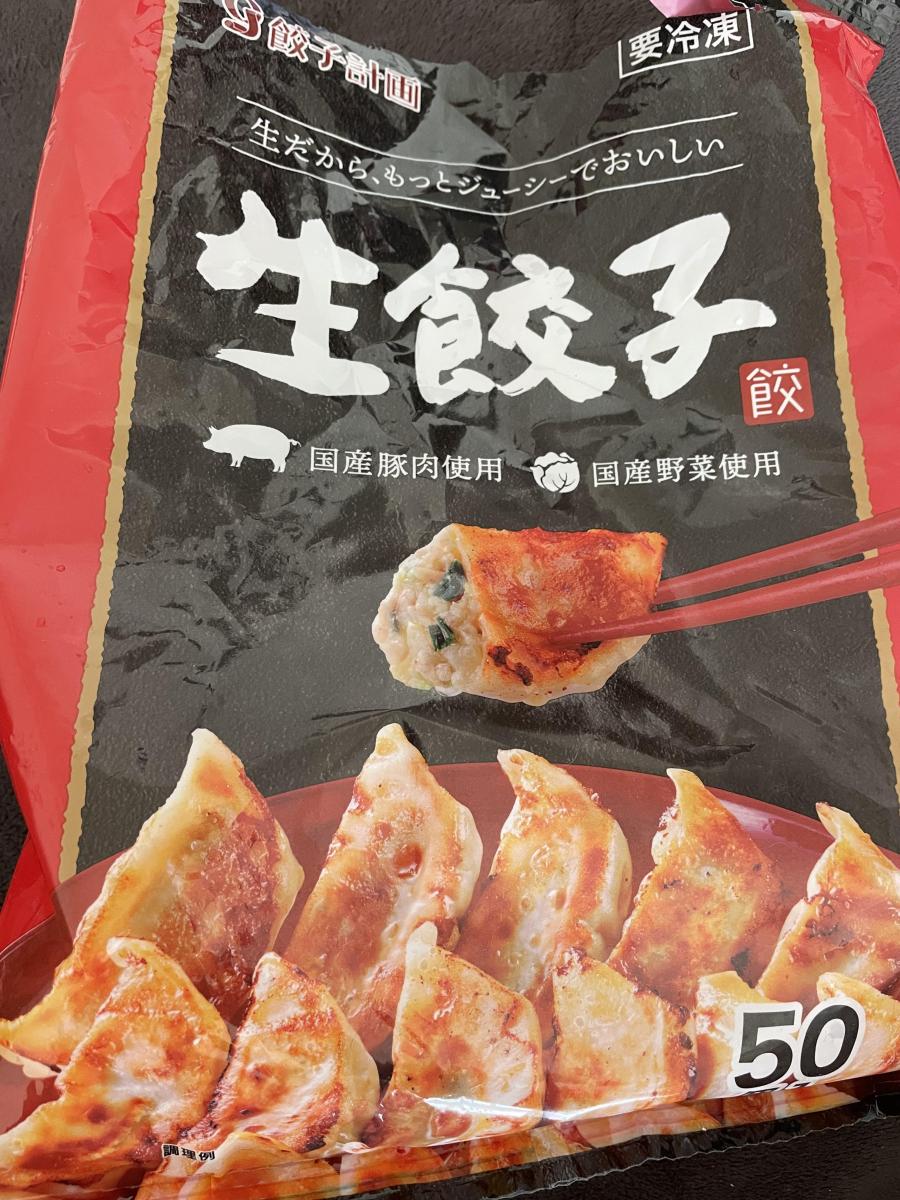 餃子計画
要冷凍
生だから、もっとジューシーでおいしい
生餃子
餃
国産豚肉使用
国産野菜使用
50
調理例